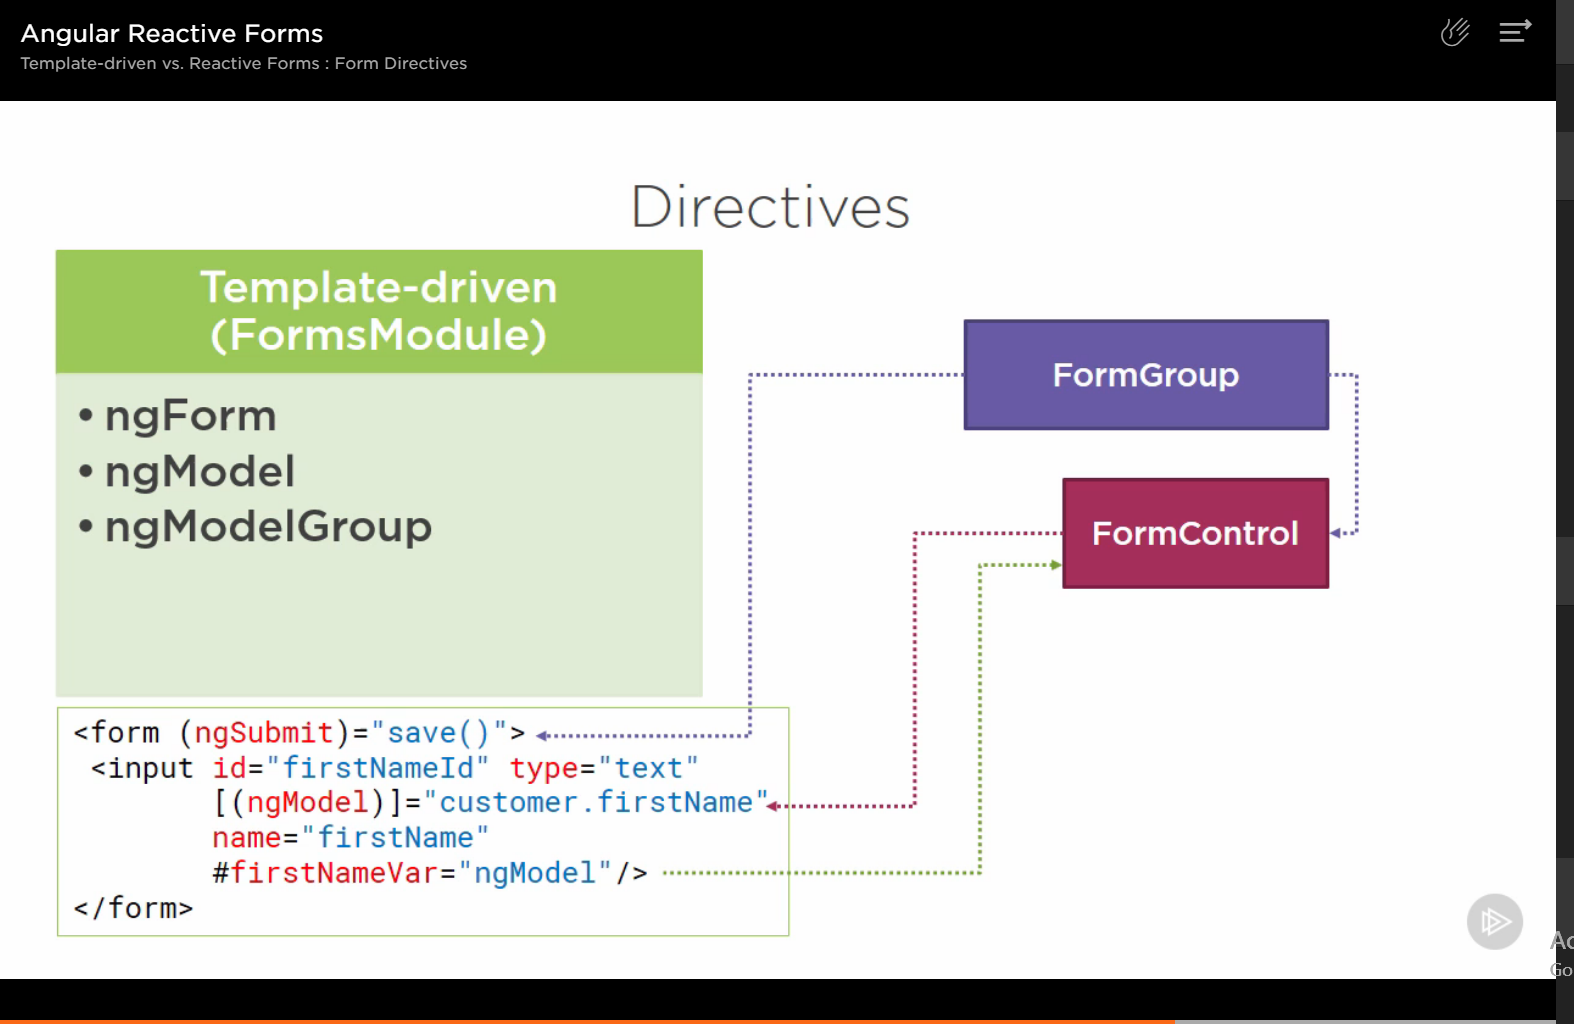 Angular Reactive Forms
Template-driven vs. Reactive Forms : Form Directives
Directives
Template-driven
(FormsModule)
• ngForm
• ngModel
• ngModelGroup
FormGroup
FormControl
<form (ngSubmit)="save()">
<input id="firstNameId" type="text"
[(ngModel)]="customer.firstName"
name="firstName"
#firstNameVar="ngModel"/>
</form>
Ac
Go